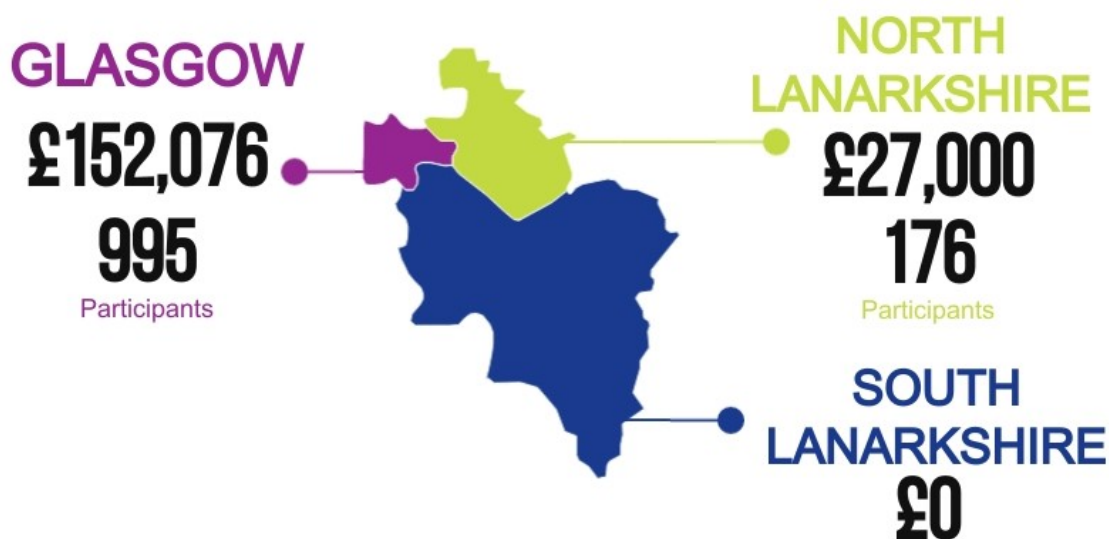 GLASGOW
£152,076
995
Participants
NORTH
LANARKSHIRE
£27,000
176
Participants
SOUTH
LANARKSHIRE
£0